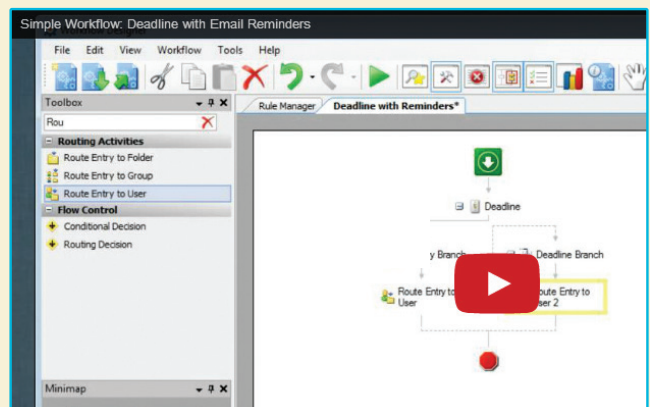 Simple Workflow: Deadline with Email Reminders
File Edit View Workflow Tools Help
Toolbox
Rule Manager Deadline with Reminders*
Rou
Routing Activities
Route Entry to Folder
Route Entry to Group
Route Entry to User
Flow Control
Conditional Decision
Routing Decision
Deadline
y Branch
Deadline Branch
Route Entry to
User
oute Entry to
ser 2
Minimap